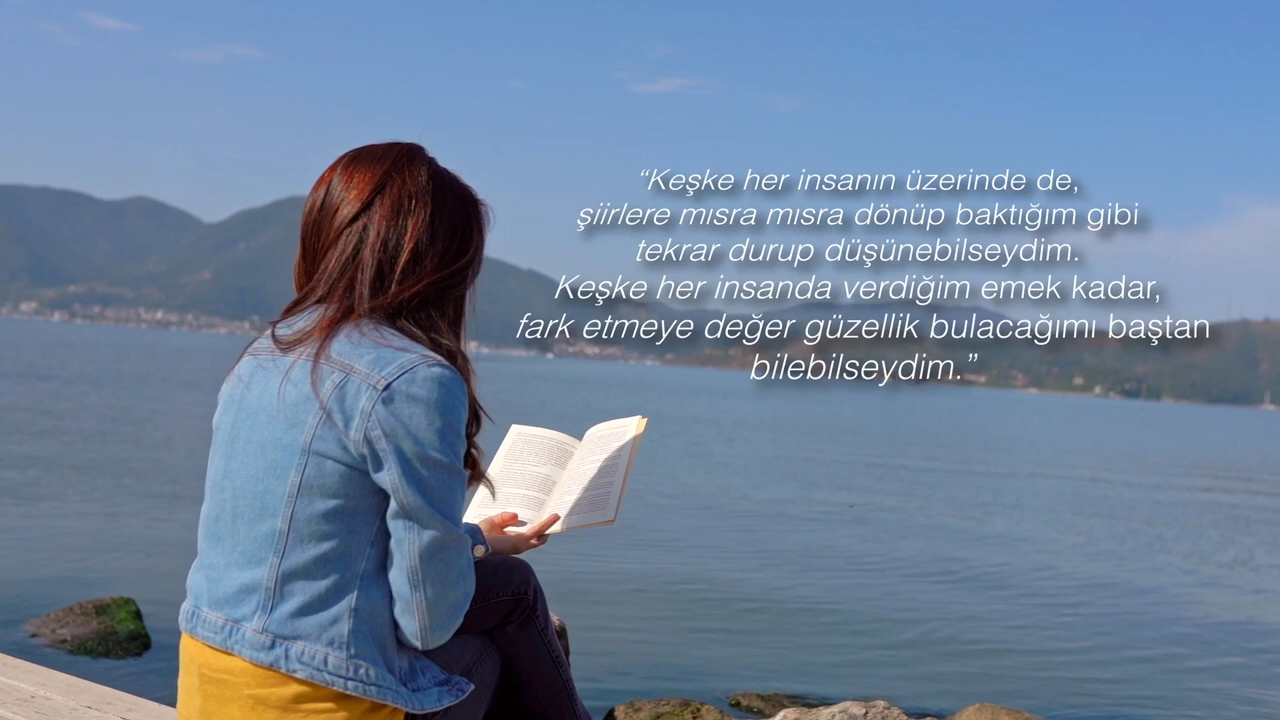 “Keşke her insanın üzerinde de,
şiirlere mısra mısra dönüp baktığım gibi
tekrar durup düşünebilseydim.
Keşke her insanda verdiğim emek kadar,
fark etmeye değer güzellik bulacağımı baştan
bilebilseydim.”